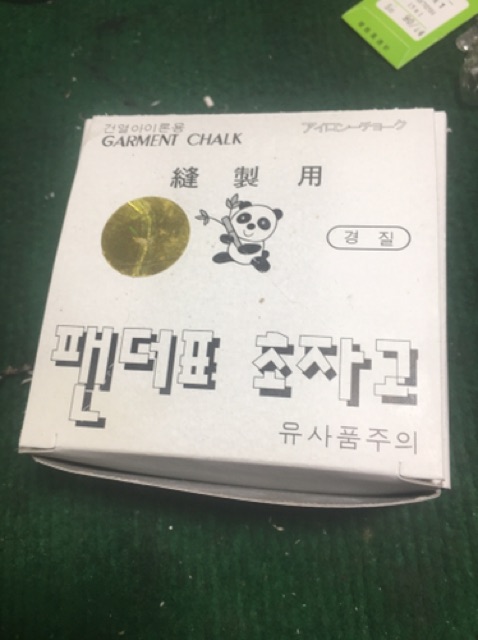 건열아이론용
GARMENT CHALK
アイロン・チョーク
縫 製 用
경 질
팬더표 초자고
유사품주의